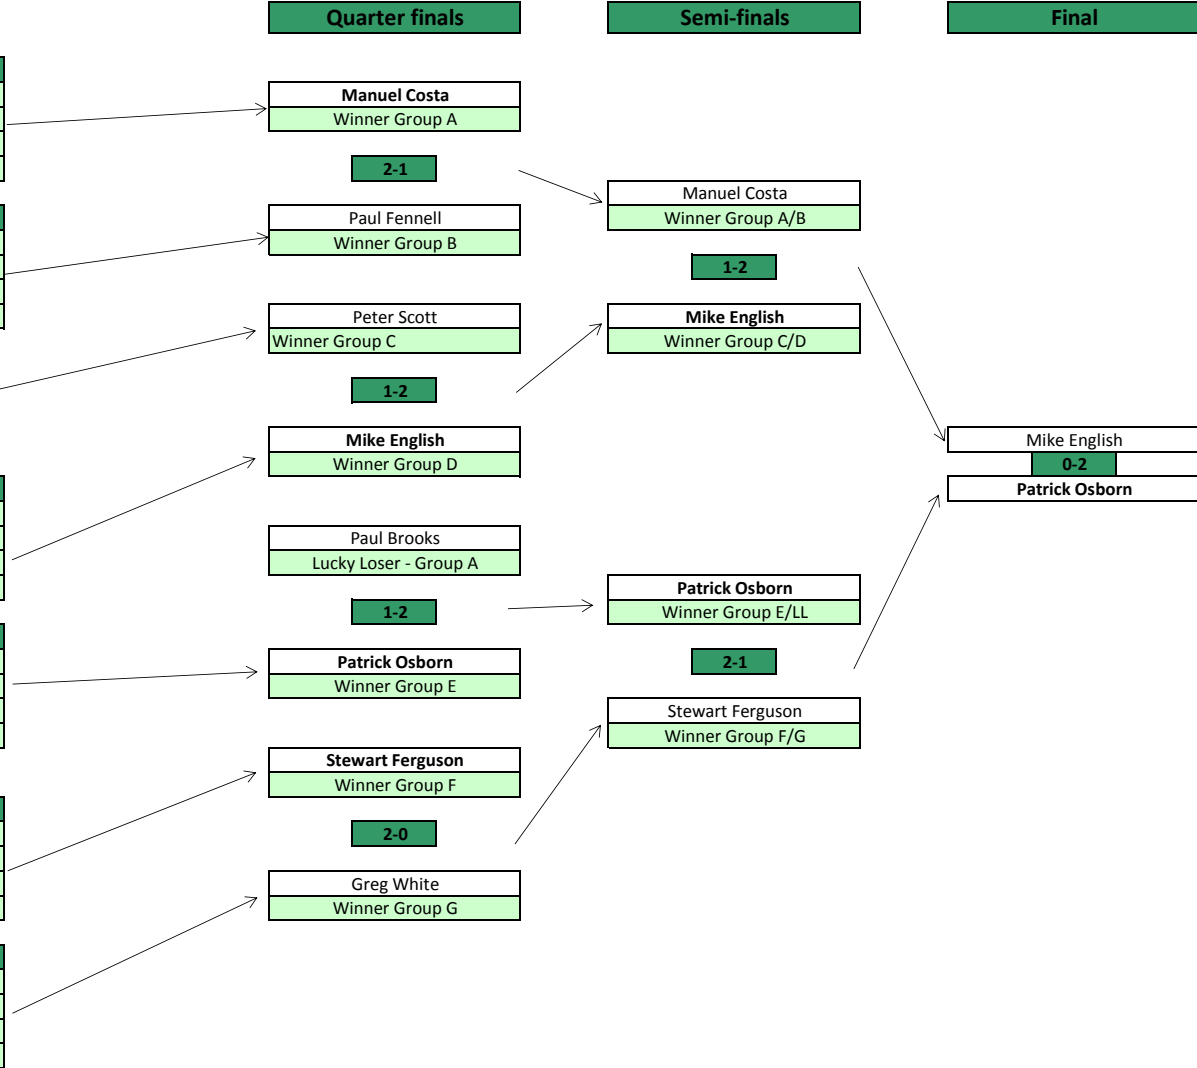 Quarter finals
Semi-finals
Final
Manuel Costa
Winner Group A
2-1
Paul Fennell
Winner Group B
Peter Scott
Winner Group C
1-2
Mike English
Winner Group D
Paul Brooks
Lucky Loser - Group A
1-2
Patrick Osborn
Winner Group E
Stewart Ferguson
Winner Group F
2-0
Greg White
Winner Group G
Manuel Costa
Winner Group A/B
1-2
Mike English
Winner Group C/D
Patrick Osborn
Winner Group E/LL
2-1
Stewart Ferguson
Winner Group F/G
Mike English
0-2
Patrick Osborn